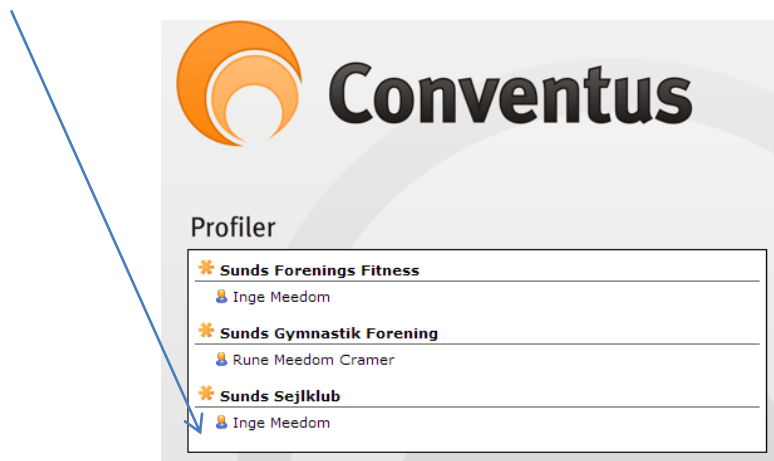 Conventus
Profiler
Sunds Forenings Fitness
Inge Meedom
Sunds Gymnastik Forening
Rune Meedom Cramer
Sunds Sejlklub
Inge Meedom